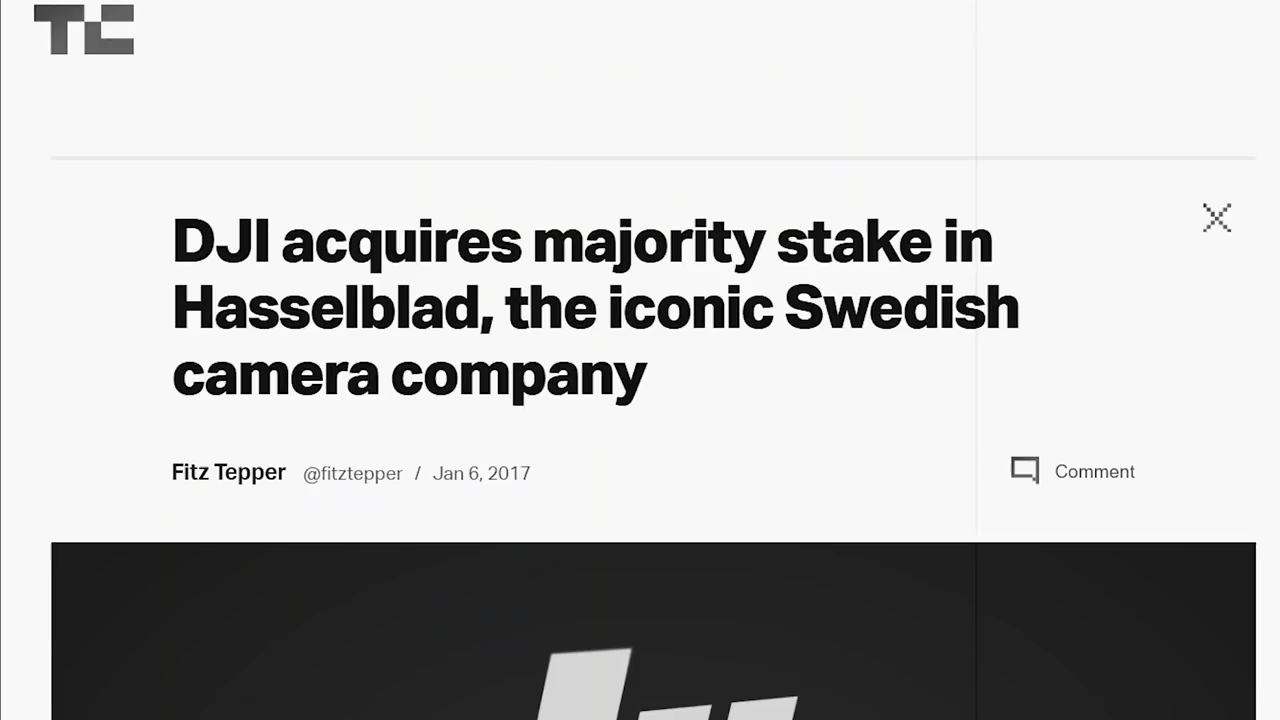 TC
DJI acquires majority stake in
Hasselblad, the iconic Swedish
camera company
Fitz Tepper @fitztepper / Jan 6, 2017
Comment